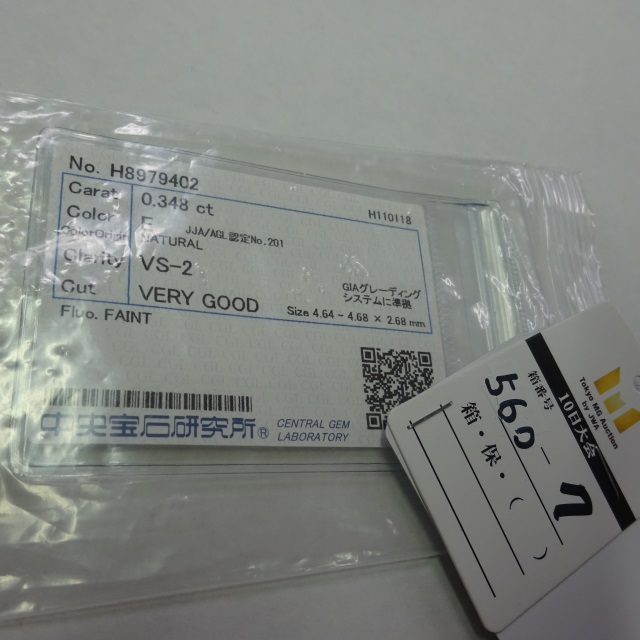 No. H8979402
Carat 0.348 ct
H110118
Color
JJA/AGL認定No.201
NATURAL
Clarity VS-2
GIAグレーディング
システムに準拠
Cut VERY GOOD
Size 4.64 - 4.68 × 2.68 mm
Fluo. FAINT
中央宝石研究所®
CENTRAL GEM
LABORATORY
Tokyo MG Auction
by JWA
10日大会
箱番号
560-7
箱・保・( )